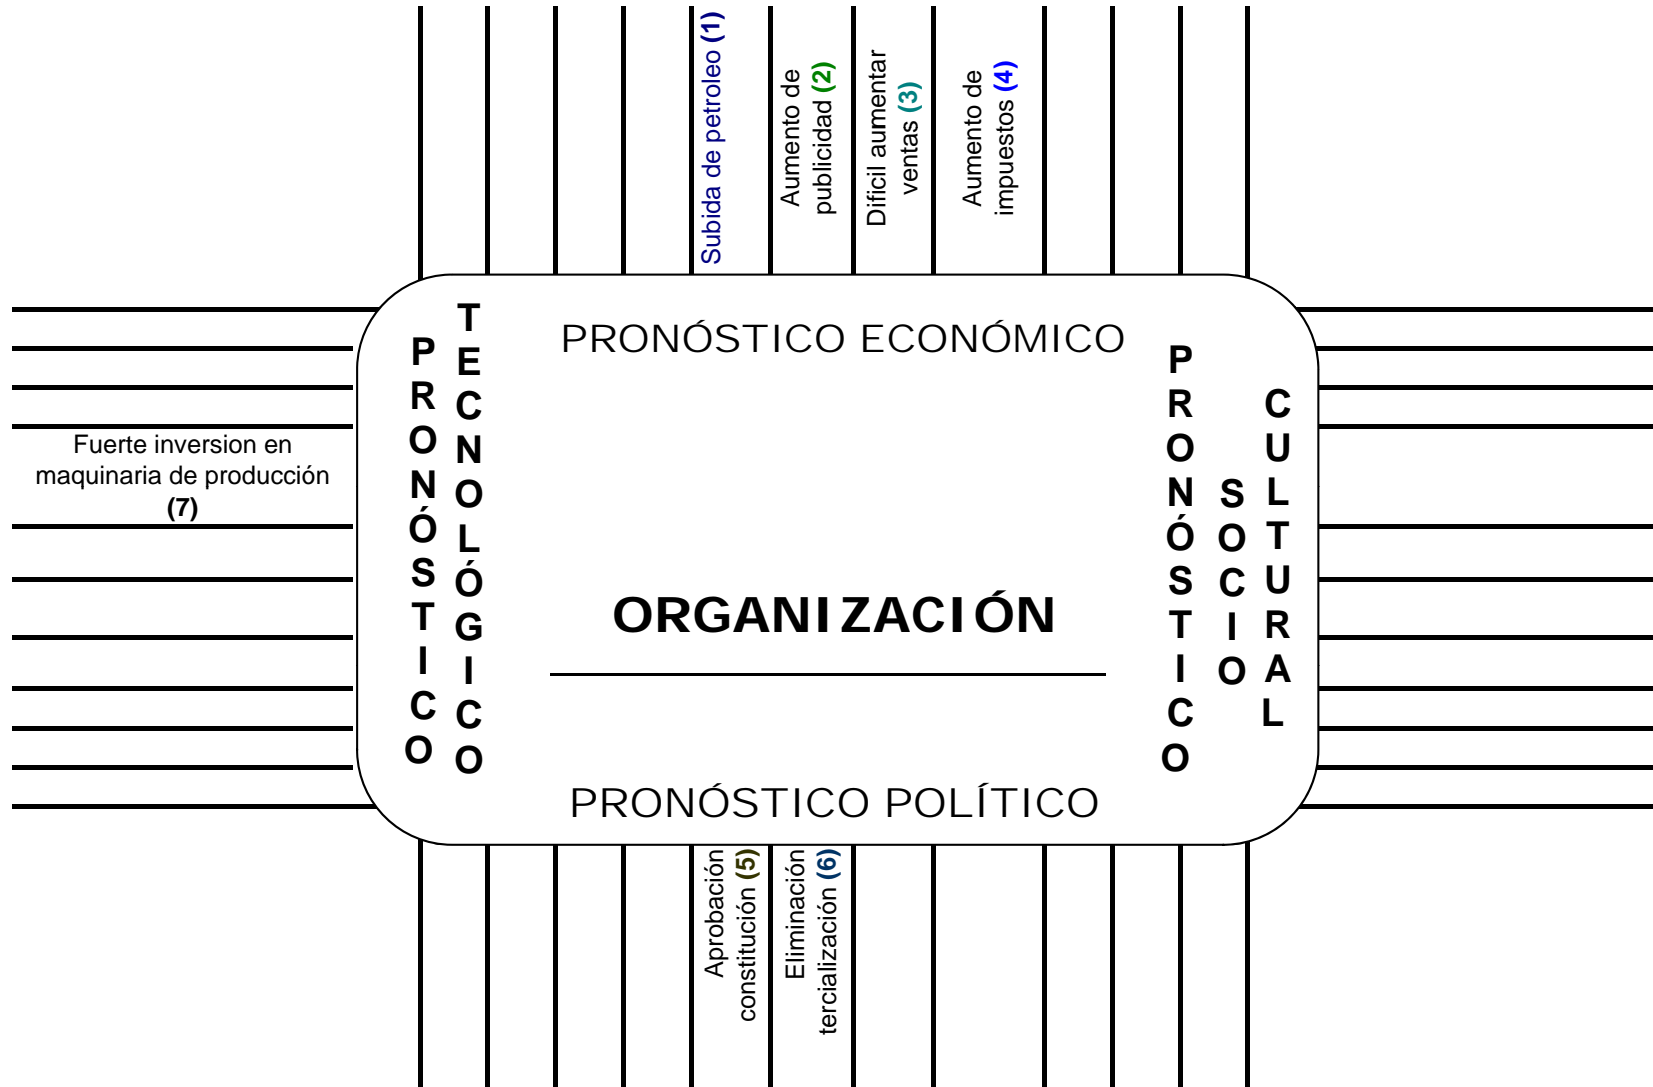 Subida de petroleo (1)
Aumento de
publicidad (2)
Dificil aumentar
ventas (3)
Aumento de
impuestos (4)
PRONÓSTICO ECONÓMICO
PRONÓSTICO
TECNOLÓGICO
Fuerte inversion en
maquinaria de producción
(7)
ORGANIZACIÓN
PRONÓSTICO
SOCIO
CULTURAL
PRONÓSTICO POLÍTICO
Aprobación
constitución (5)
Eliminación
tercialización (6)